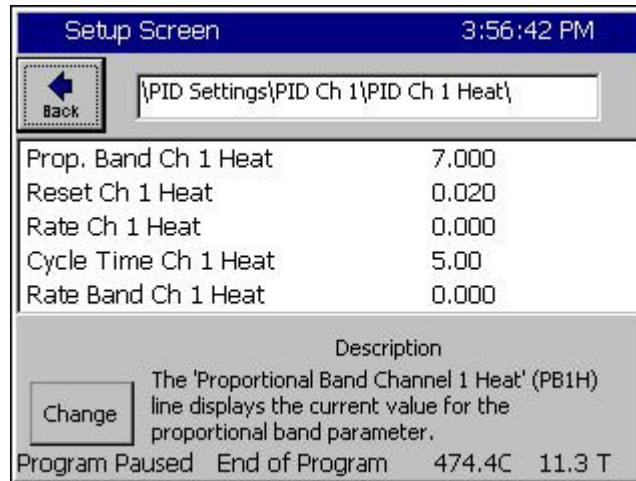 Setup Screen 3:56:42 PM
Back
\PID Settings\PID Ch 1\PID Ch 1 Heat\
Prop. Band Ch 1 Heat 7.000
Reset Ch 1 Heat 0.020
Rate Ch 1 Heat 0.000
Cycle Time Ch 1 Heat 5.00
Rate Band Ch 1 Heat 0.000
Description
The 'Proportional Band Channel 1 Heat' (PB1H)
line displays the current value for the
proportional band parameter.
Change
Program Paused End of Program 474.4C 11.3 T